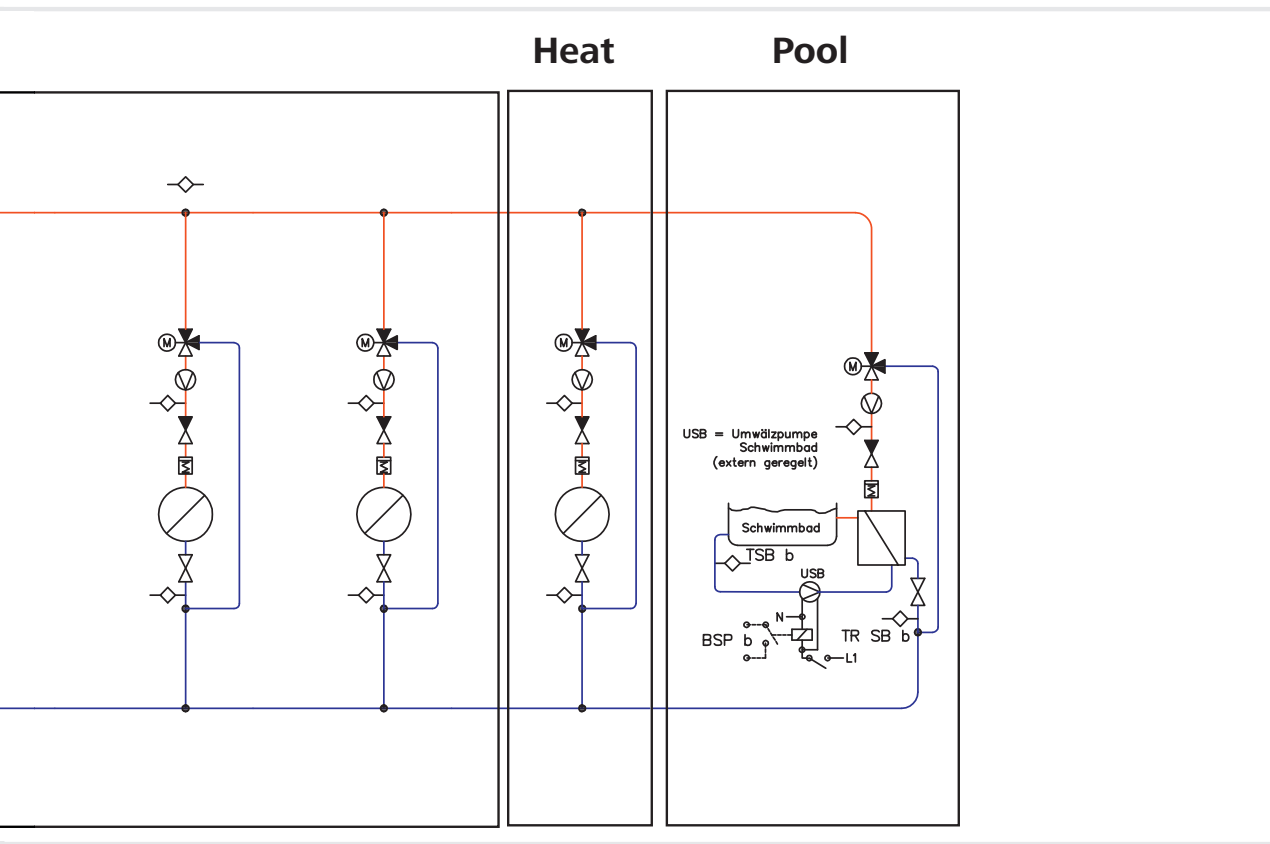 Heat
Pool
M
M
M
M
USB = Umwälzpumpe
Schwimmbad
(extern geregelt)
Schwimmbad
TSB b
USB
N
BSP b
TR SB b
L1